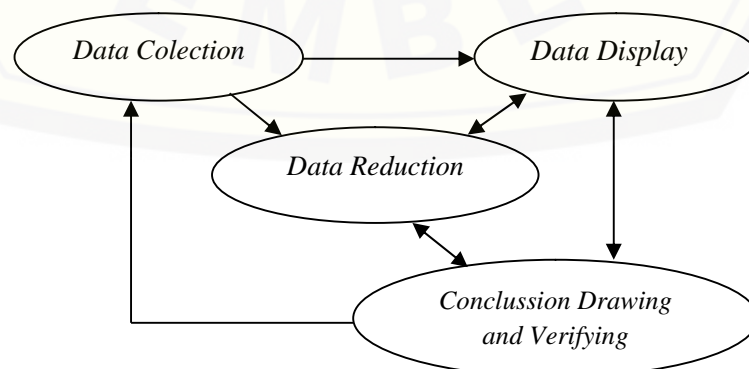 Data Colection
Data Display
Data Reduction
Conclussion Drawing
and Verifying